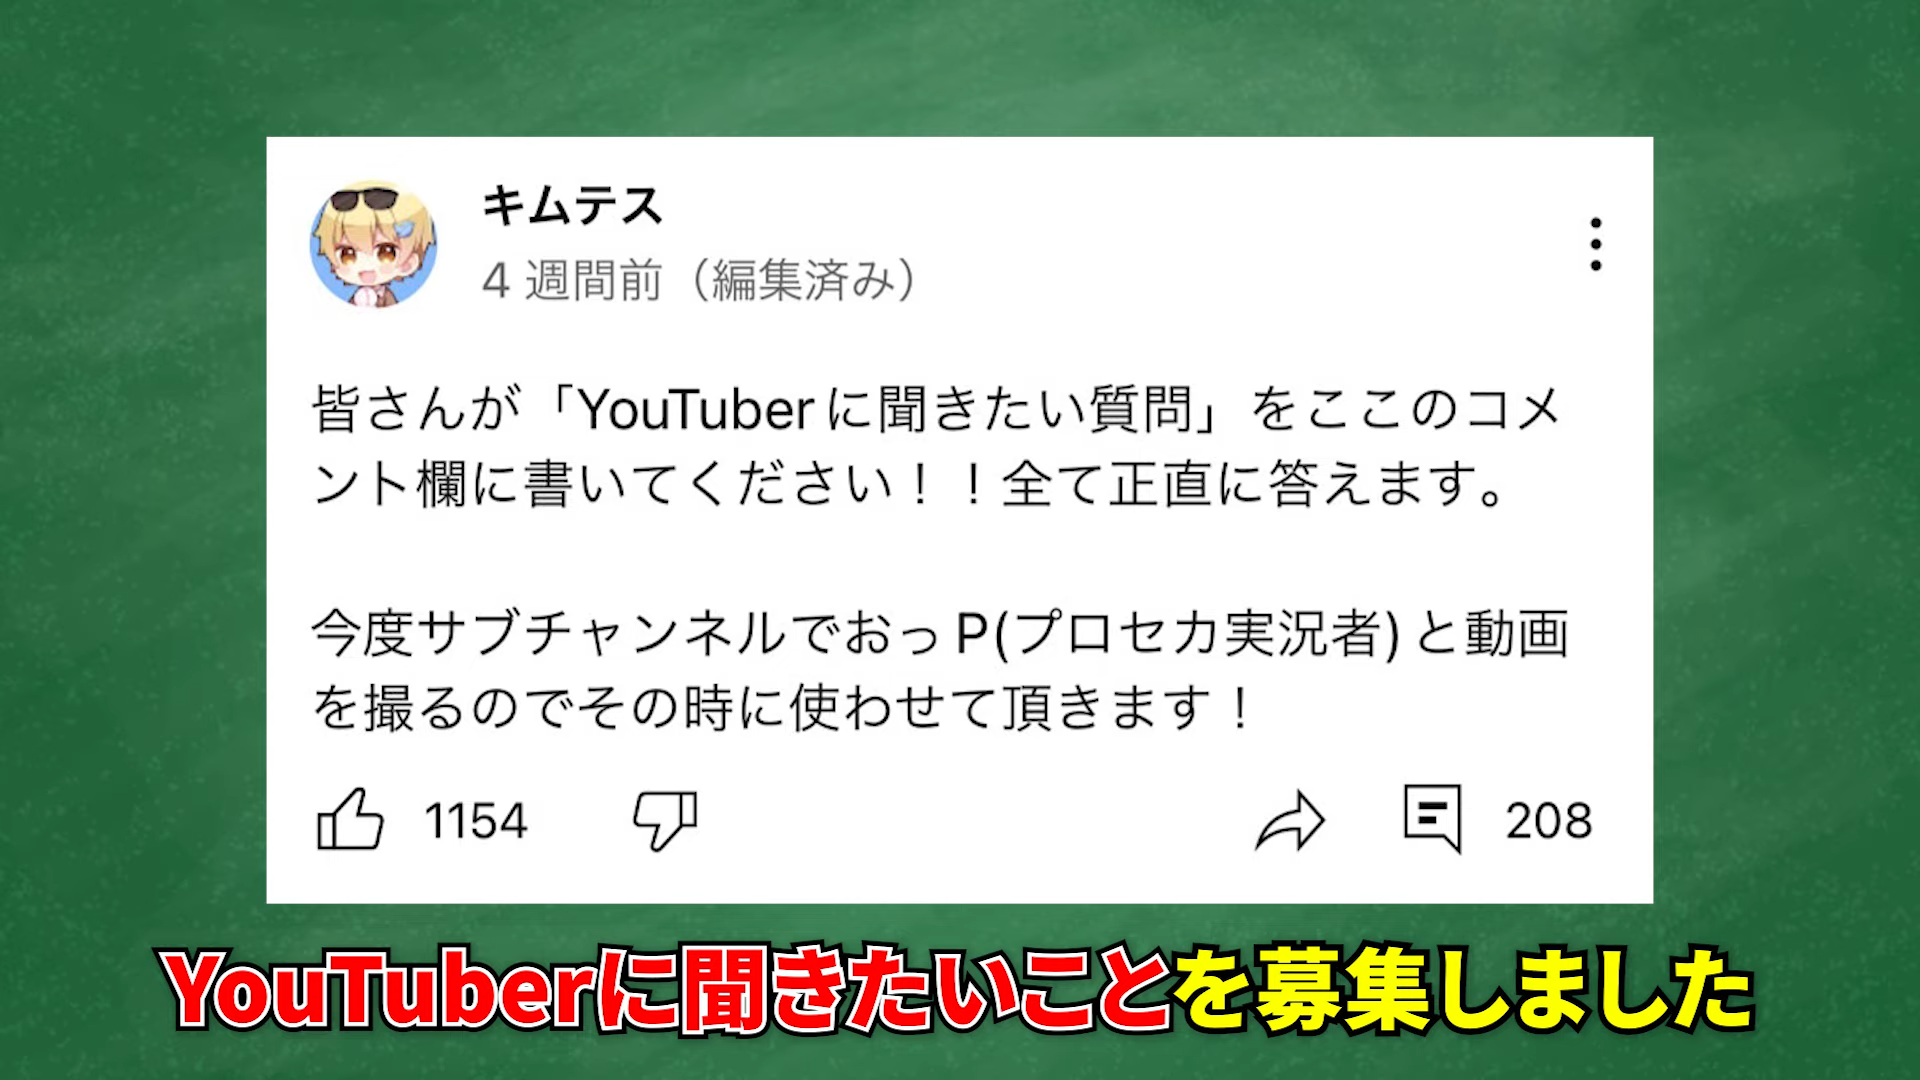 キムテス
4 週間前（編集済み）
皆さんが「YouTuberに聞きたい質問」をここのコメ
ント欄に書いてください！！全て正直に答えます。
今度サブチャンネルでおっP(プロセカ実況者)と動画
を撮るのでその時に使わせて頂きます！
1154
208
YouTuberに聞きたいことを募集しました